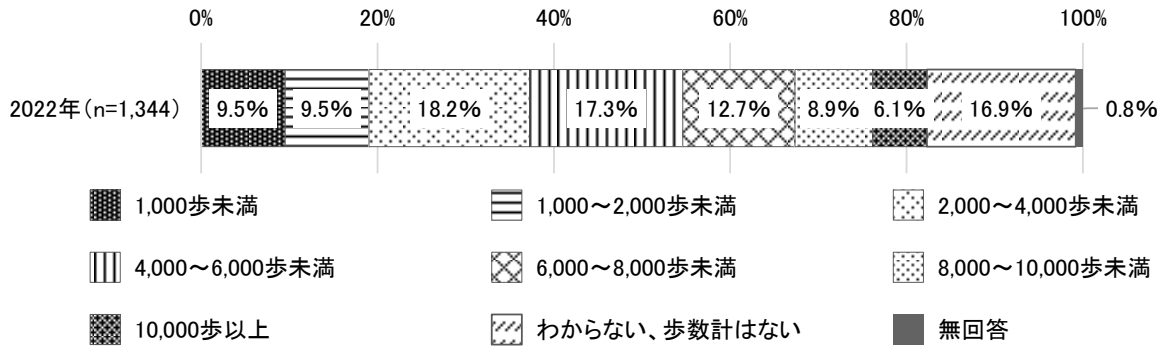 0% 20% 40% 60% 80% 100%
2022年（n=1,344） 9.5% 9.5% 18.2% 17.3% 12.7% 8.9% 6.1% 16.9% 0.8%
1,000歩未満 1,000～2,000歩未満 2,000～4,000歩未満
4,000～6,000歩未満 6,000～8,000歩未満 8,000～10,000歩未満
10,000歩以上 わからない、歩数計はない 無回答